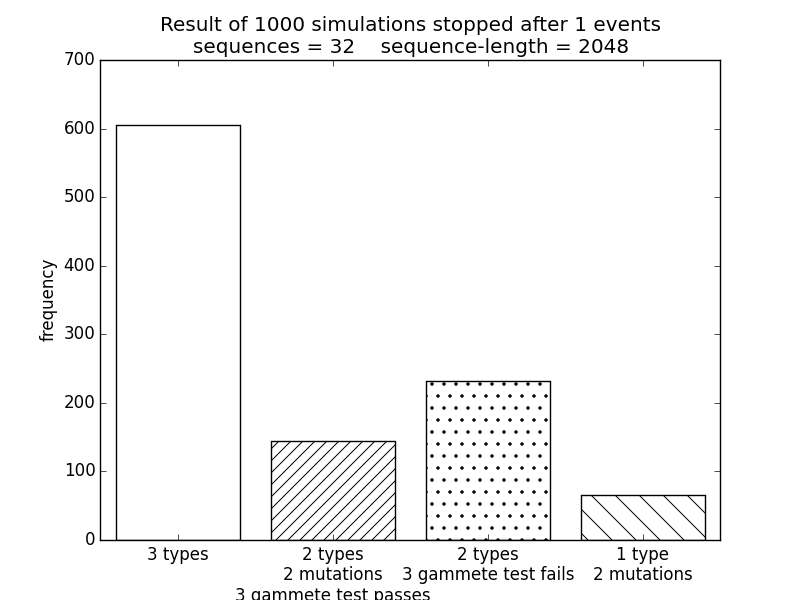 Result of 1000 simulations stopped after 1 events
sequences = 32    sequence-length = 2048
700
600
500
400
300
200
100
0
frequency
3 types
2 types
2 mutations
3 gammete test passes
2 types
3 gammete test fails
1 type
2 mutations